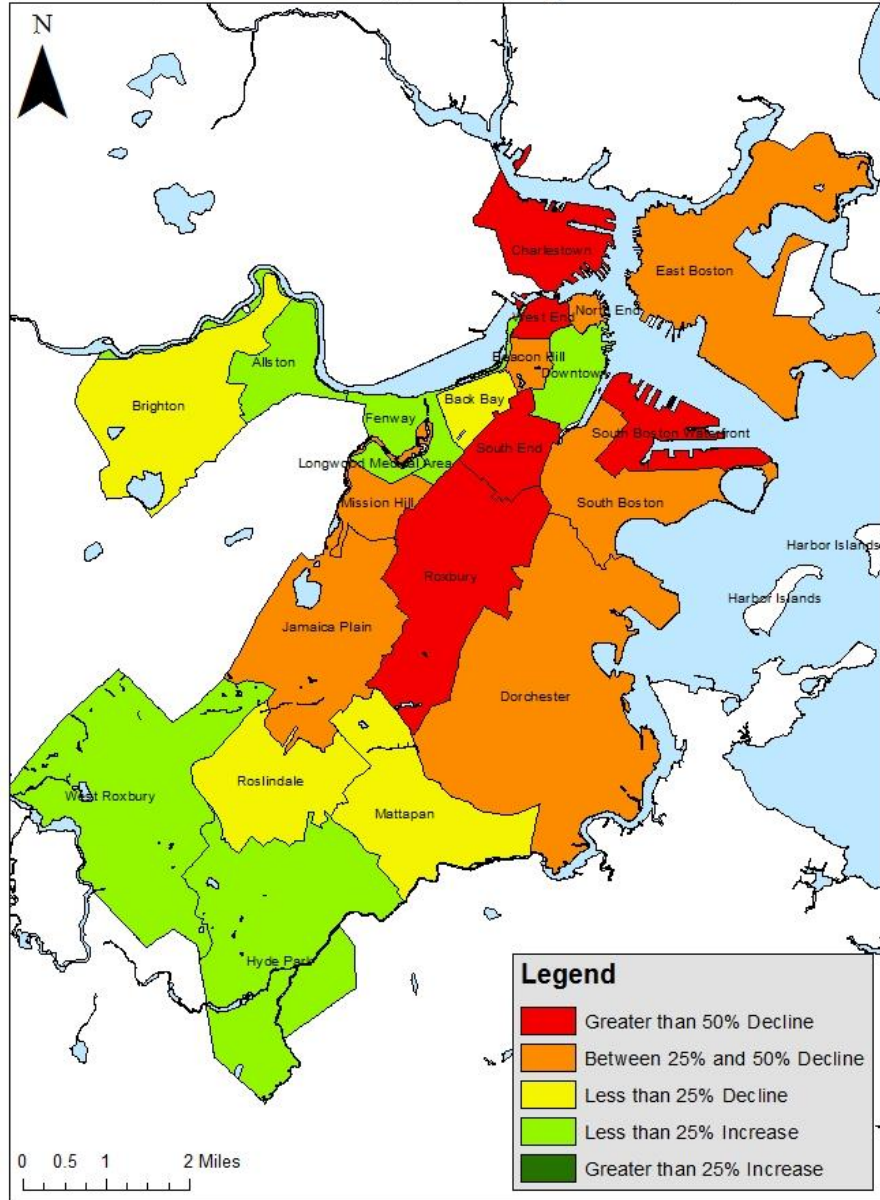 N
Charlestown
East Boston
West End
North End
Beacon Hill
Downtown
Allston
Back Bay
Brighton
Fenway
South End
South Boston Waterfront
Longwood Medical Area
Mission Hill
South Boston
Harbor Islands
Roxbury
Harbor Islands
Jamaica Plain
Dorchester
Roslindale
West Roxbury
Mattapan
Hyde Park
Legend
Greater than 50% Decline
Between 25% and 50% Decline
Less than 25% Decline
Less than 25% Increase
Greater than 25% Increase
0 0.5 1 2 Miles